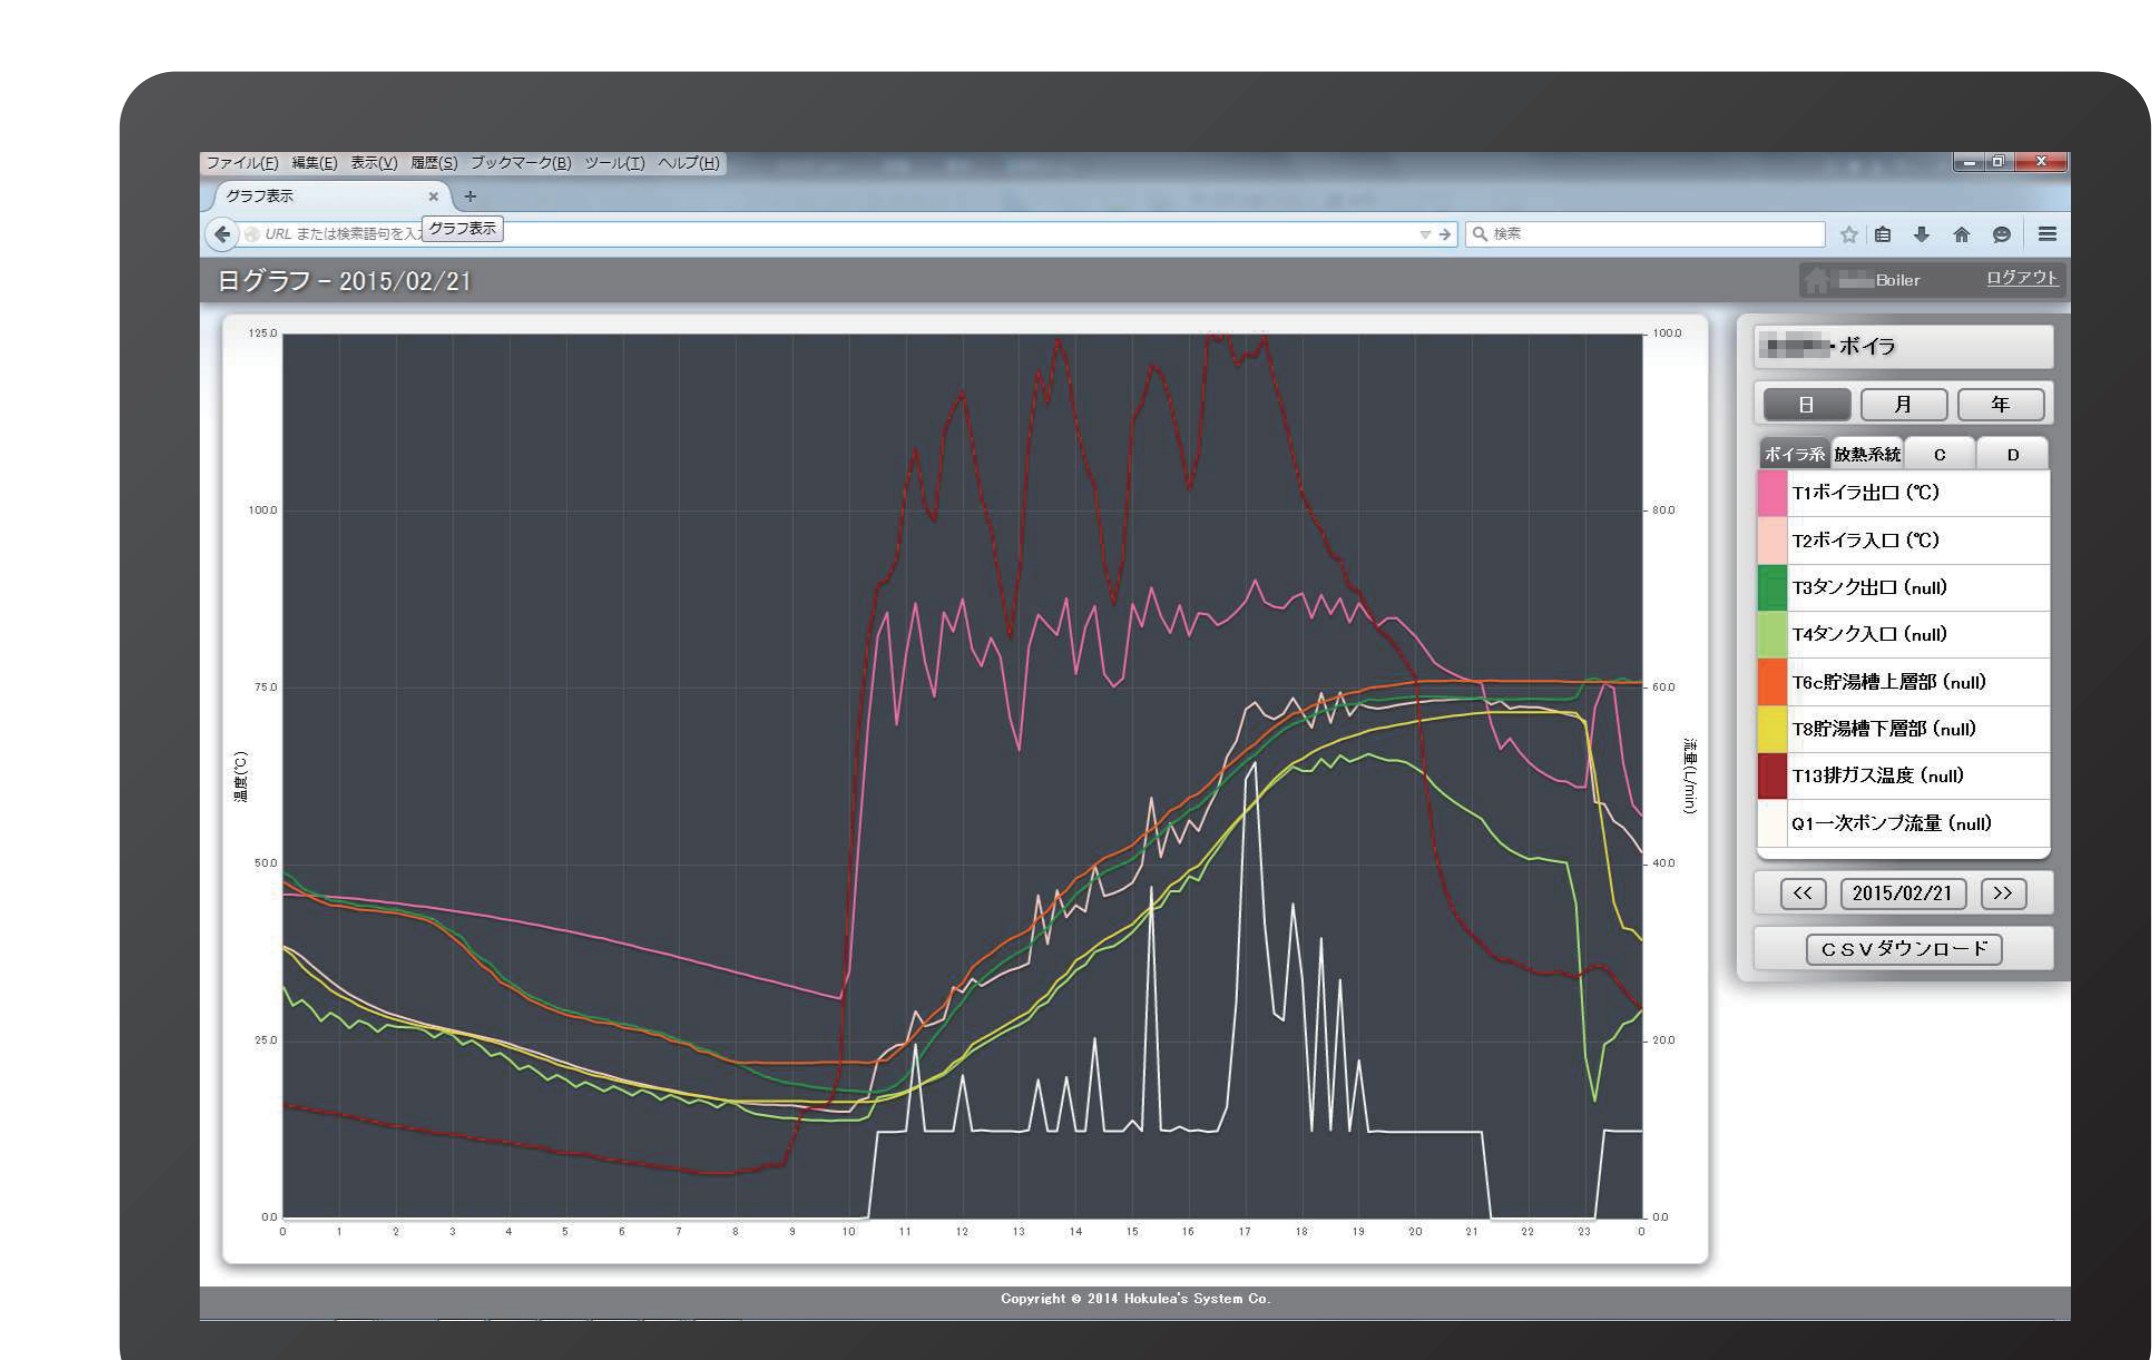 ファイル(F) 編集(E) 表示(V) 履歴(S) ブックマーク(B) ツール(T) ヘルプ(H)
グラフ表示
URL または検索語句を入
グラフ表示
検索
日グラフ - 2015/02/21
Boiler
ログアウト
125.0
100.0
75.0
50.0
25.0
0.0
温度(℃)
100.0
80.0
60.0
40.0
20.0
0.0
流量(L/min)
0 1 2 3 4 5 6 7 8 9 10 11 12 13 14 15 16 17 18 19 20 21 22 23 0
ボイラ
日 月 年
ボイラ系 放熱系統 C D
T1ボイラ出口 (℃)
T2ボイラ入口 (℃)
T3タンク出口 (null)
T4タンク入口 (null)
T6c貯湯槽上層部 (null)
T8貯湯槽下層部 (null)
T13排ガス温度 (null)
Q1一次ポンプ流量 (null)
<< 2015/02/21 >>
CSVダウンロード
Copyright © 2014 Hokulea's System Co.